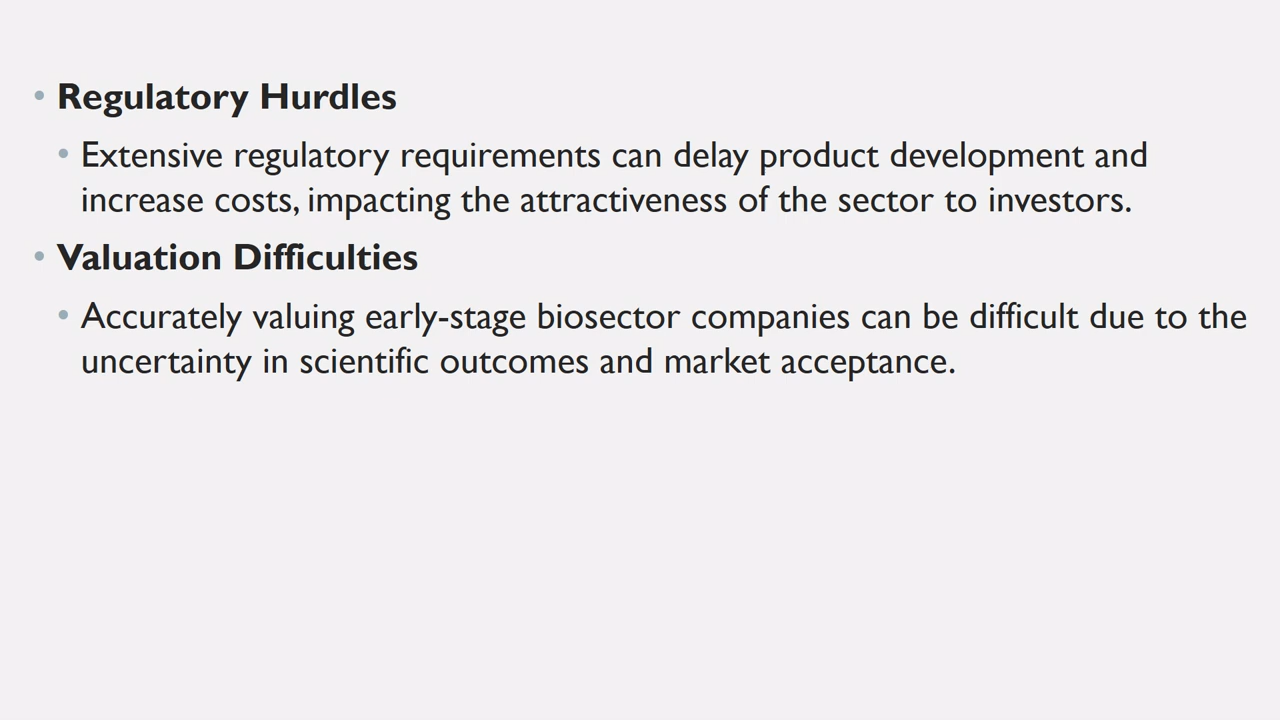 • Regulatory Hurdles
• Extensive regulatory requirements can delay product development and
increase costs, impacting the attractiveness of the sector to investors.
• Valuation Difficulties
• Accurately valuing early-stage biosector companies can be difficult due to the
uncertainty in scientific outcomes and market acceptance.